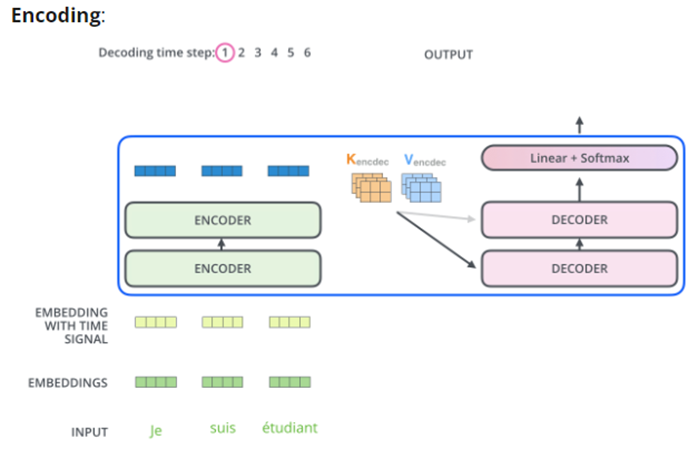 Encoding:
Decoding time step: 1 2 3 4 5 6
OUTPUT
Kencdec
Vencdec
Linear + Softmax
ENCODER
DECODER
ENCODER
DECODER
EMBEDDING
WITH TIME
SIGNAL
EMBEDDINGS
INPUT
Je
suis
étudiant